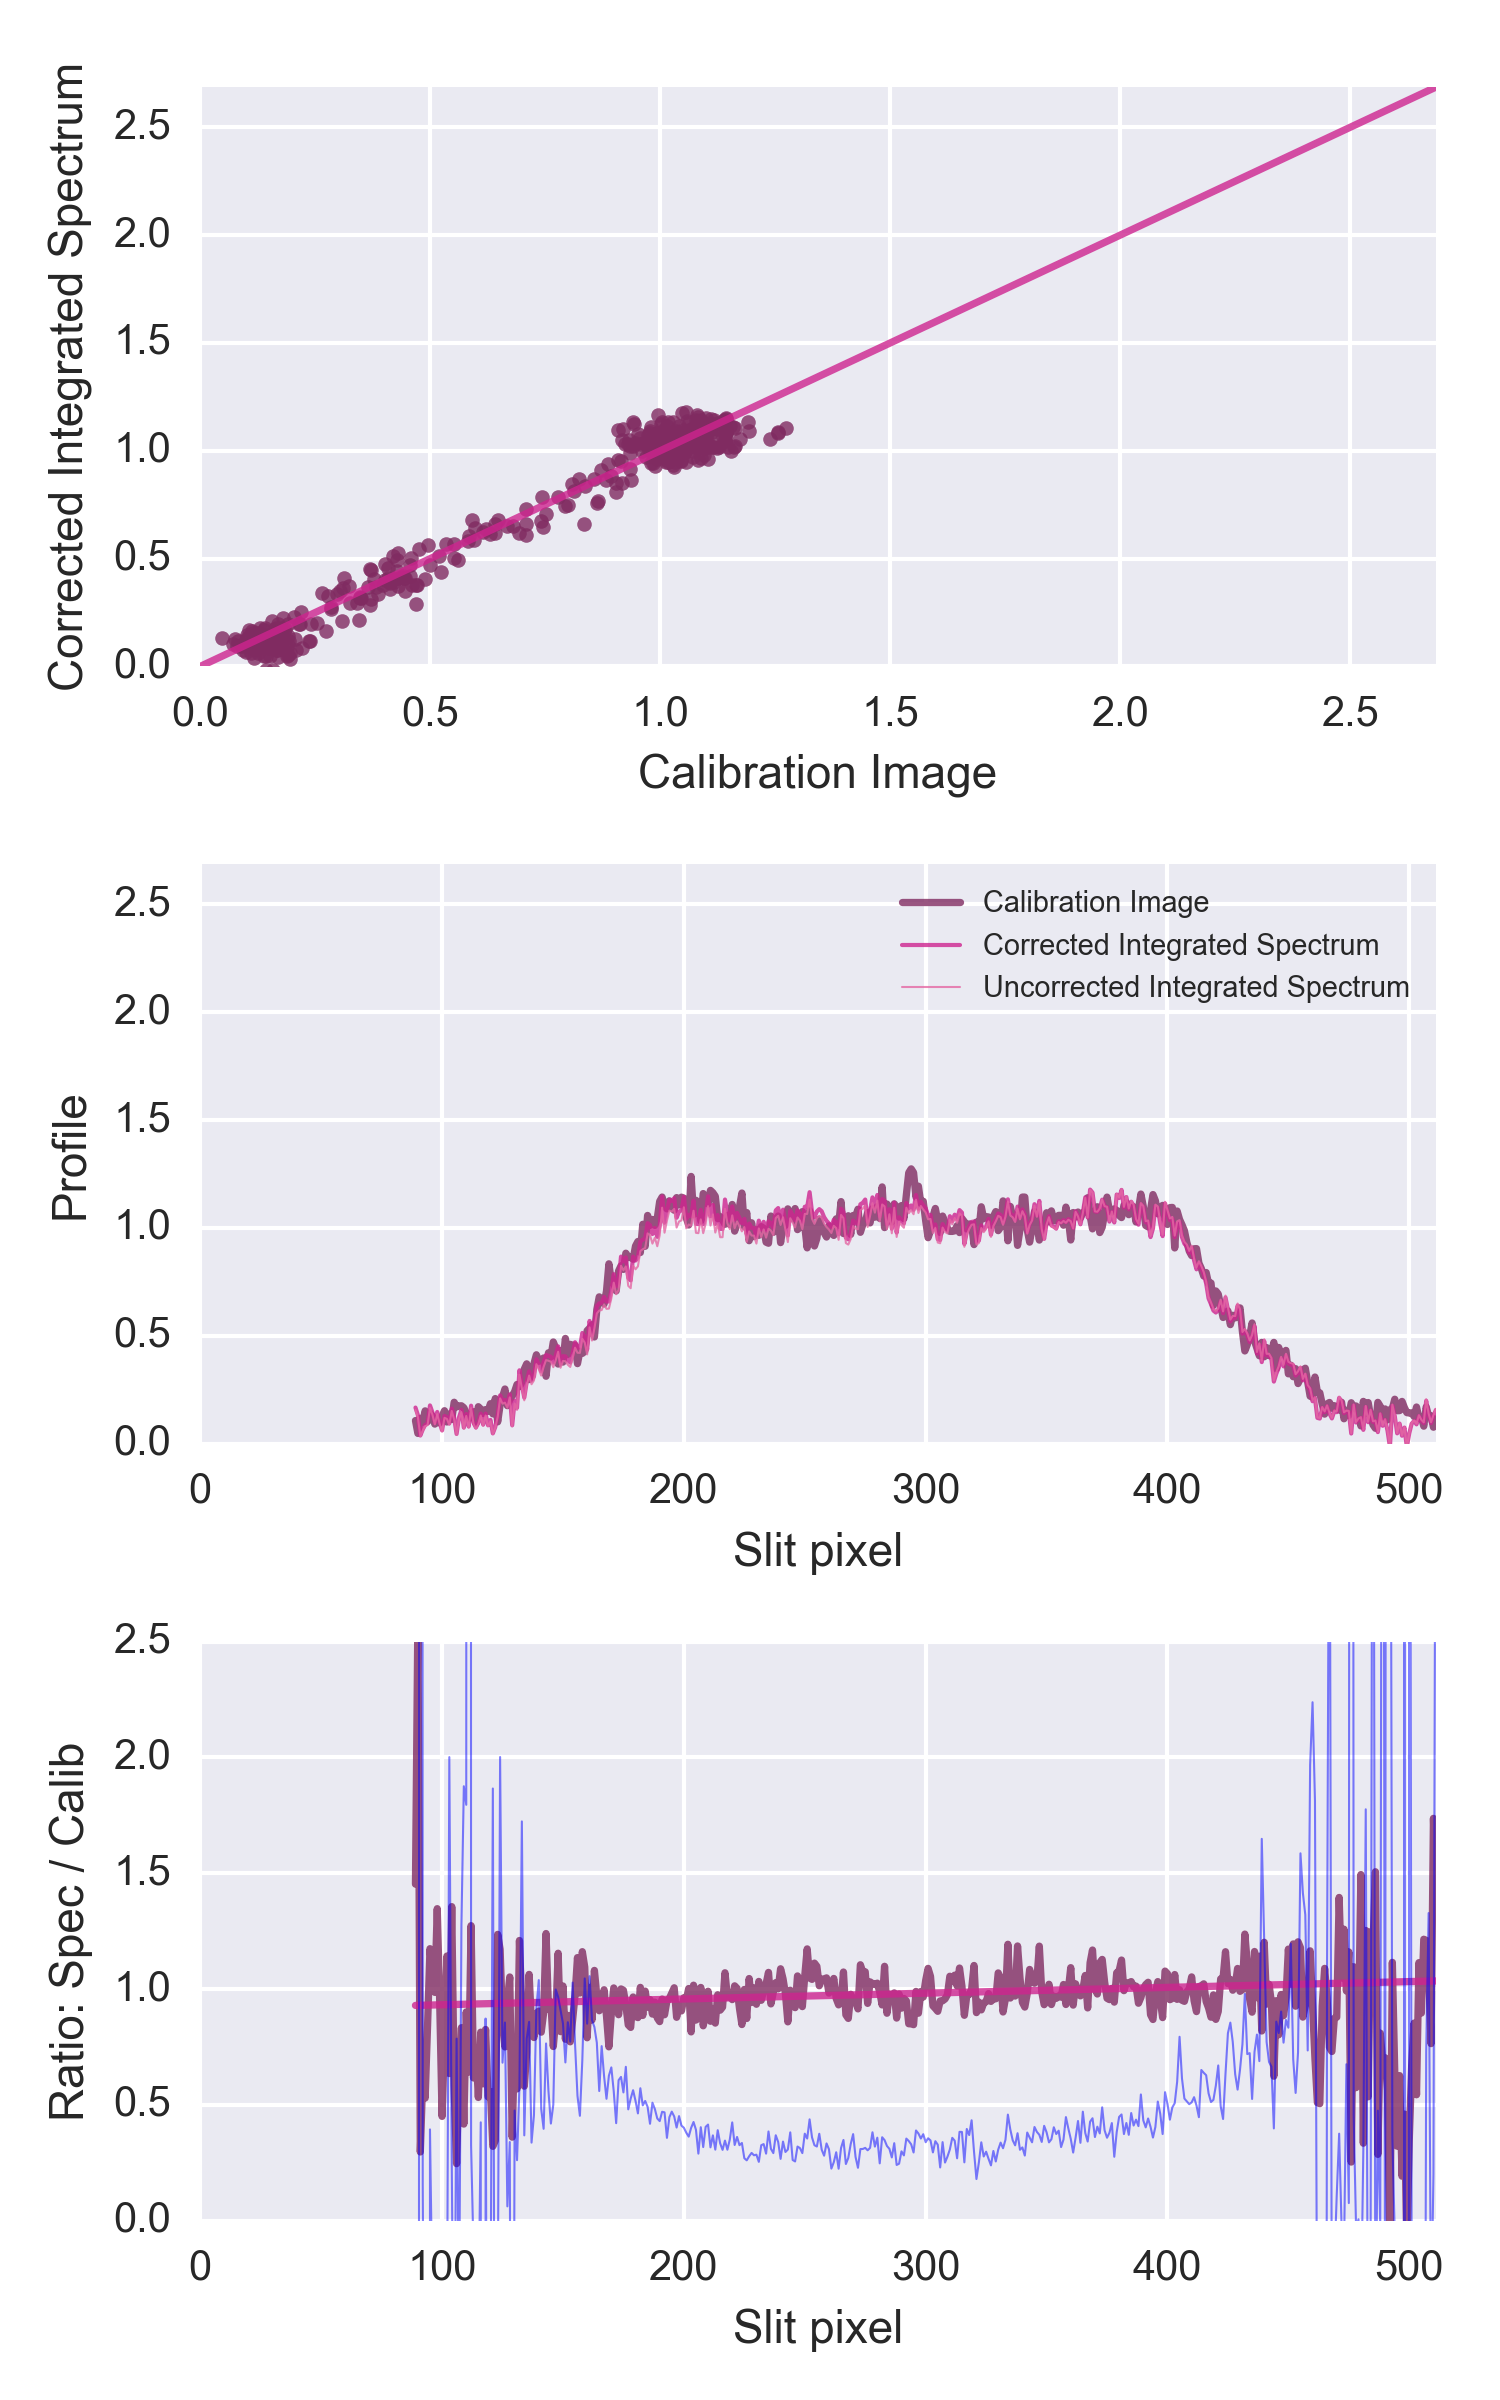 Corrected Integrated Spectrum
2.5
2.0
1.5
1.0
0.5
0.0
0.0 0.5 1.0 1.5 2.0 2.5
Calibration Image
Profile
2.5
2.0
1.5
1.0
0.5
0.0
Calibration Image
Corrected Integrated Spectrum
Uncorrected Integrated Spectrum
0 100 200 300 400 500
Slit pixel
Ratio: Spec / Calib
2.5
2.0
1.5
1.0
0.5
0.0
0 100 200 300 400 500
Slit pixel